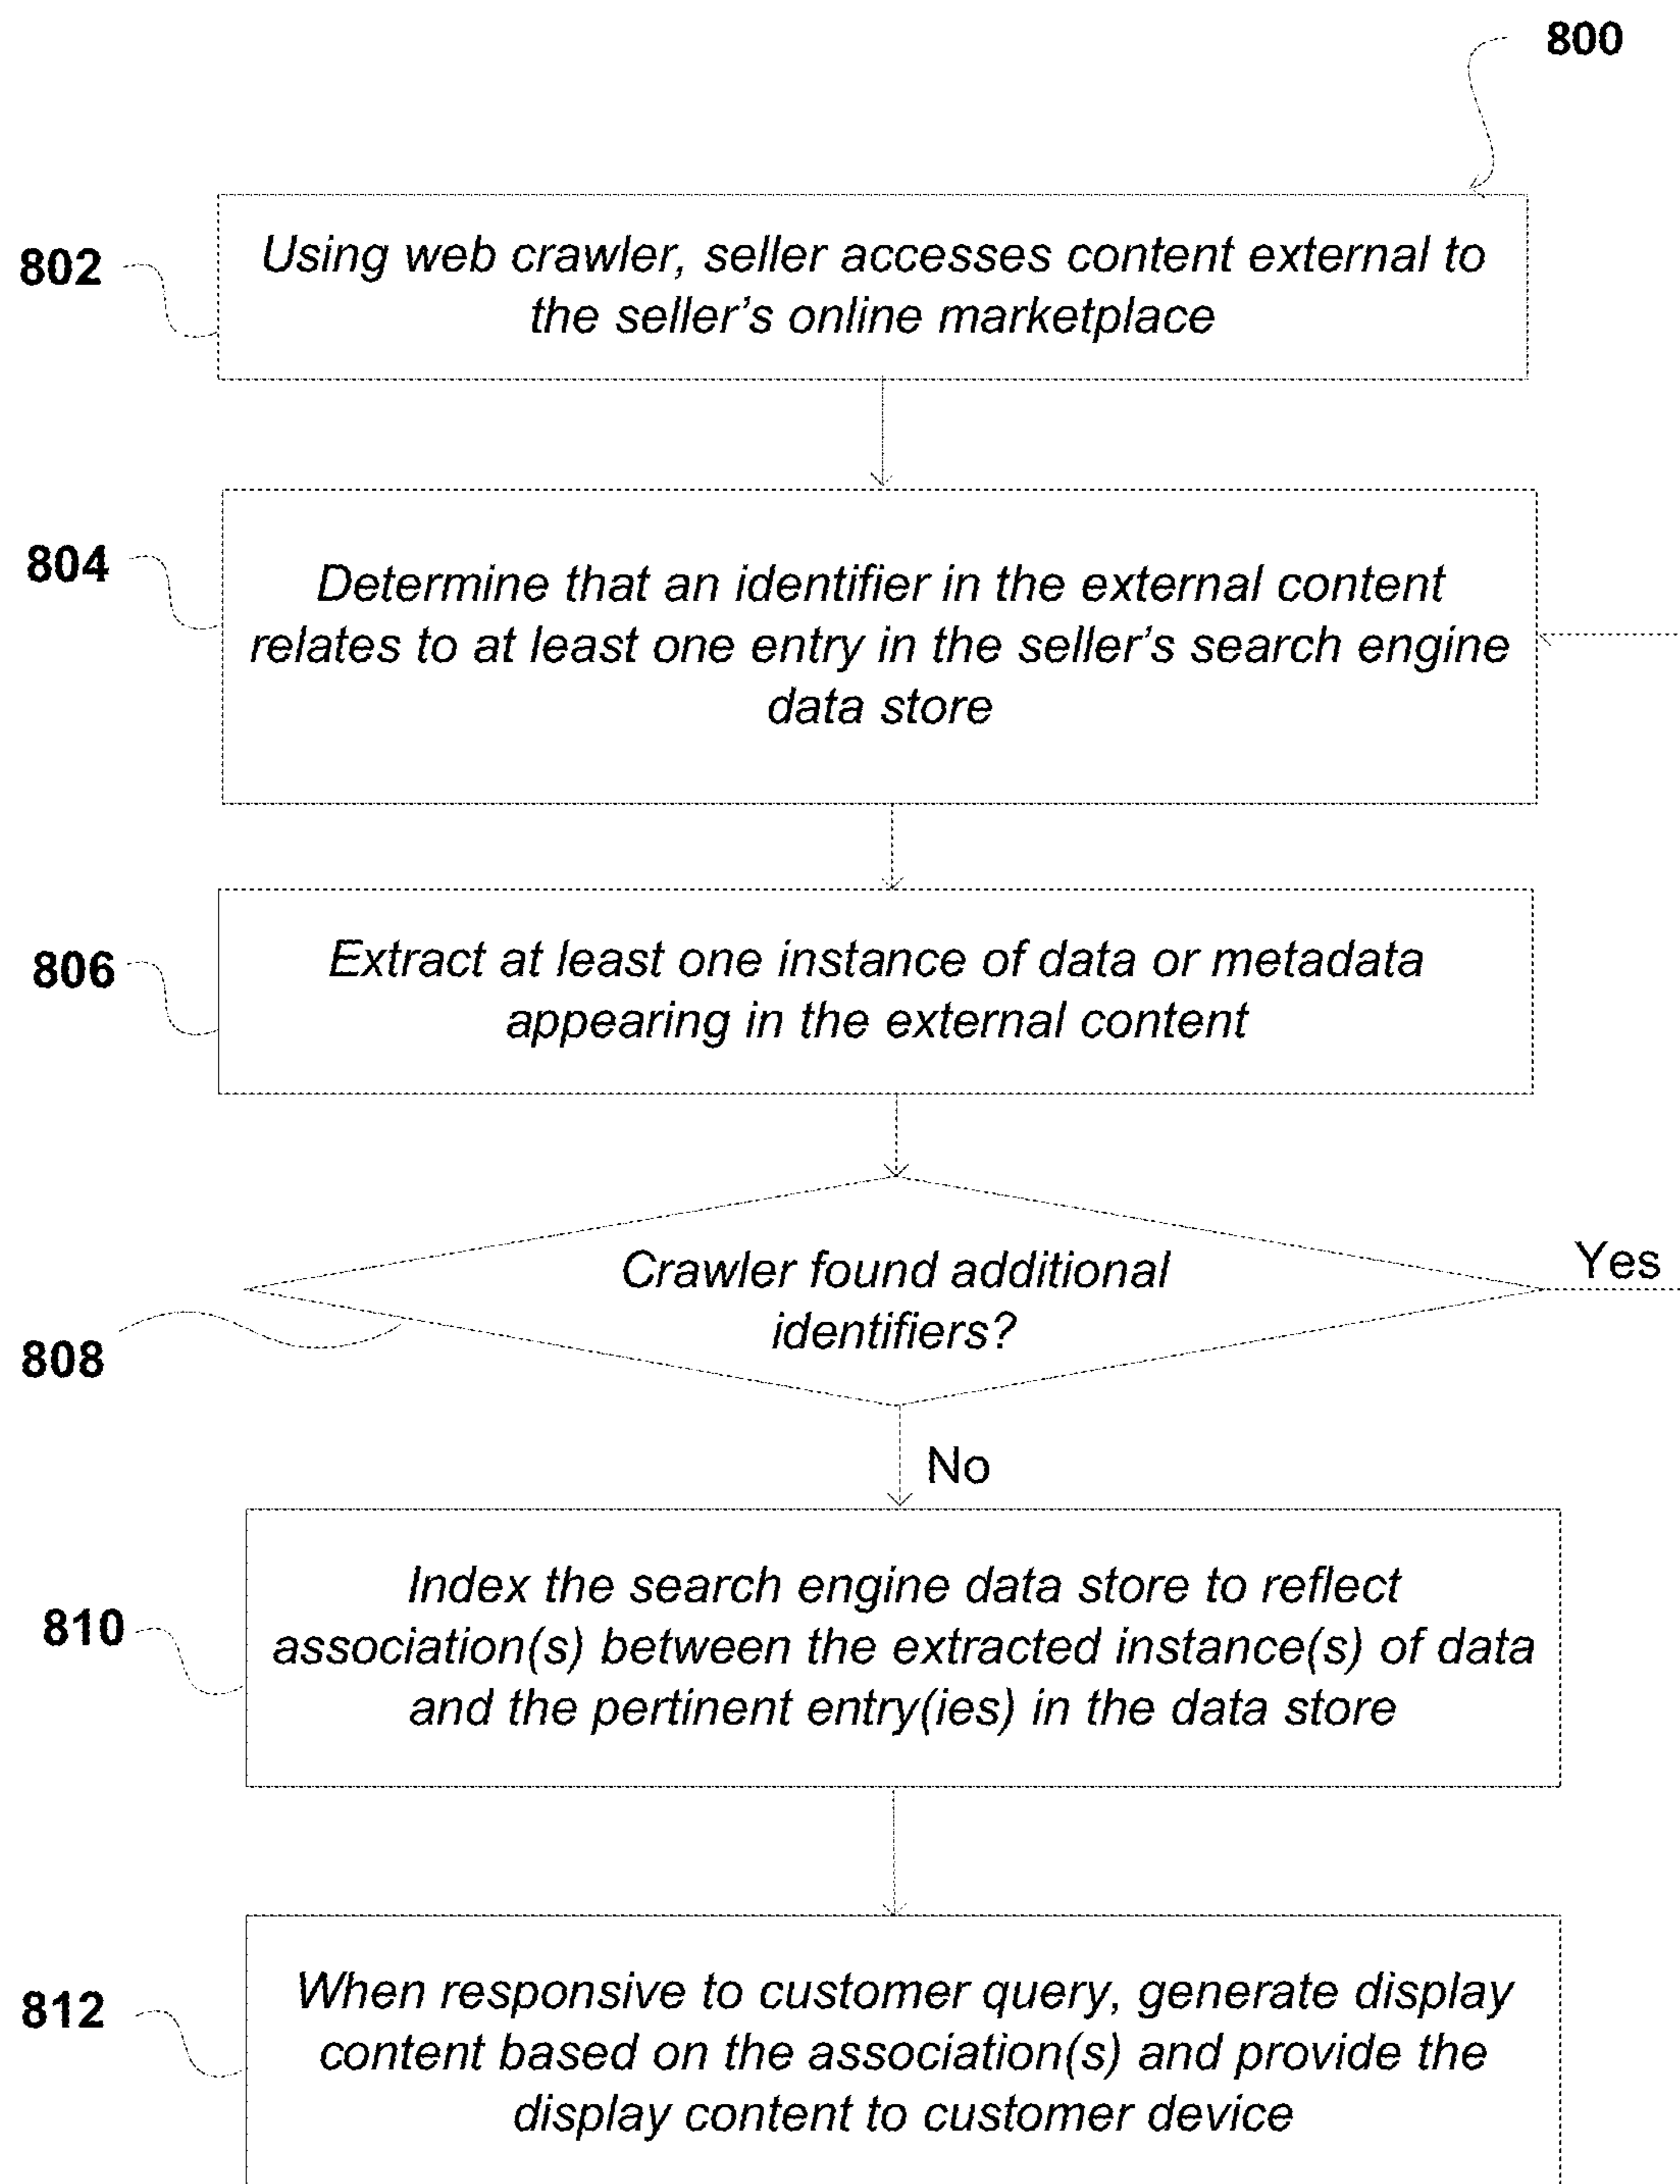 800
802
Using web crawler, seller accesses content external to
the seller's online marketplace
804
Determine that an identifier in the external content
relates to at least one entry in the seller's search engine
data store
806
Extract at least one instance of data or metadata
appearing in the external content
808
Crawler found additional
identifiers?
Yes
No
810
Index the search engine data store to reflect
association(s) between the extracted instance(s) of data
and the pertinent entry(ies) in the data store
812
When responsive to customer query, generate display
content based on the association(s) and provide the
display content to customer device